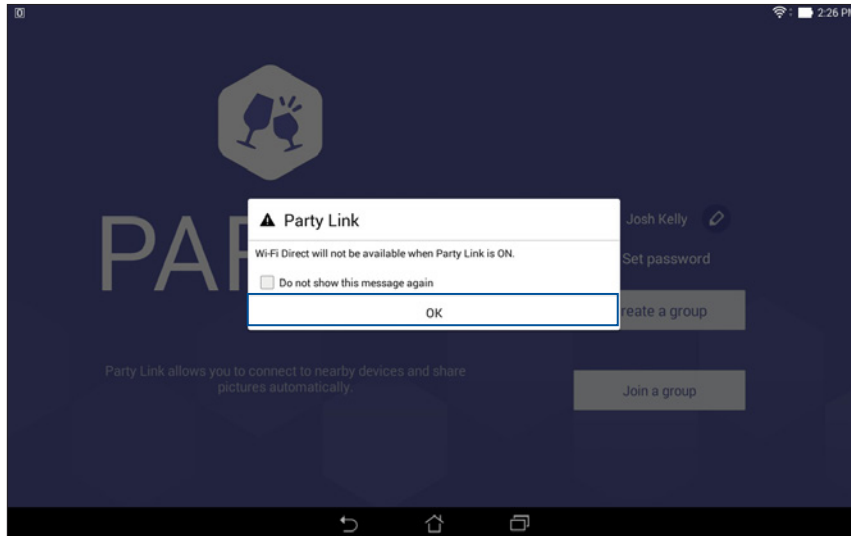 2:26 PM
PAR
Party Link
Josh Kelly
Wi-Fi Direct will not be available when Party Link is ON.
Set password
Do not show this message again
OK
reate a group
Party Link allows you to connect to nearby devices and share
pictures automatically.
Join a group